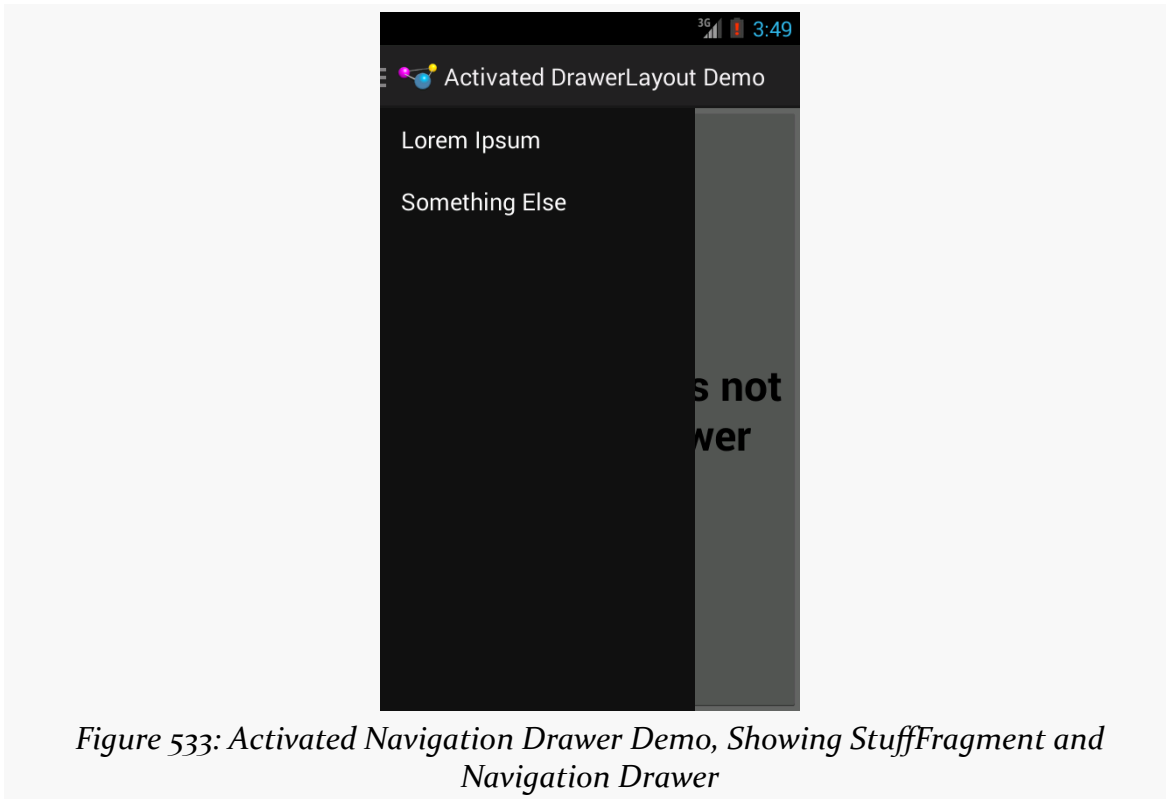 3G
3:49
Activated DrawerLayout Demo
Lorem Ipsum
Something Else
s not
wer
Figure 533: Activated Navigation Drawer Demo, Showing StuffFragment and
Navigation Drawer